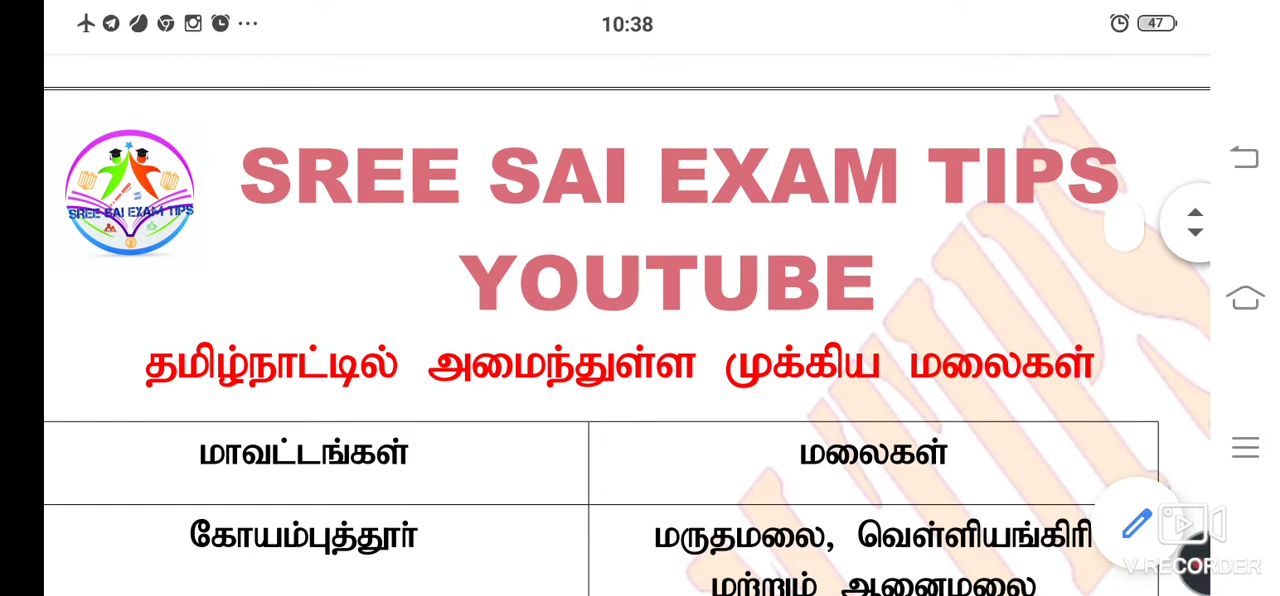 10:38
47
SREE SAI EXAM TIPS
SREE SAI EXAM TIPS
YOUTUBE
தமிழ்நாட்டில் அமைந்துள்ள முக்கிய மலைகள்
மாவட்டங்கள்
மலைகள்
கோயம்புத்தூர்
மருதமலை, வெள்ளியங்கிரி
மற்றும் ஆனைமலை
V RECORDER